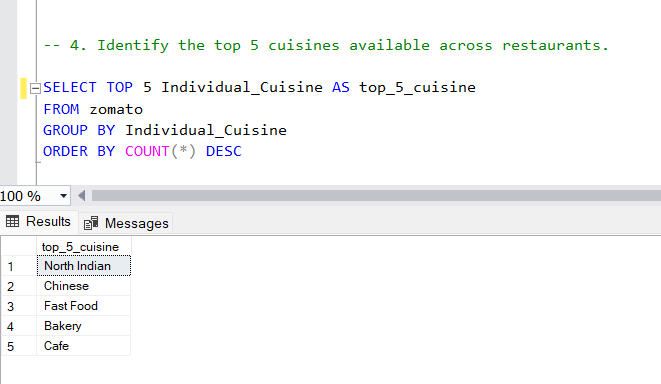 -- 4. Identify the top 5 cuisines available across restaurants.
SELECT TOP 5 Individual_Cuisine AS top_5_cuisine
FROM zomato
GROUP BY Individual_Cuisine
ORDER BY COUNT(*) DESC
100 %
Results Messages
top_5_cuisine
1 North Indian
2 Chinese
3 Fast Food
4 Bakery
5 Cafe